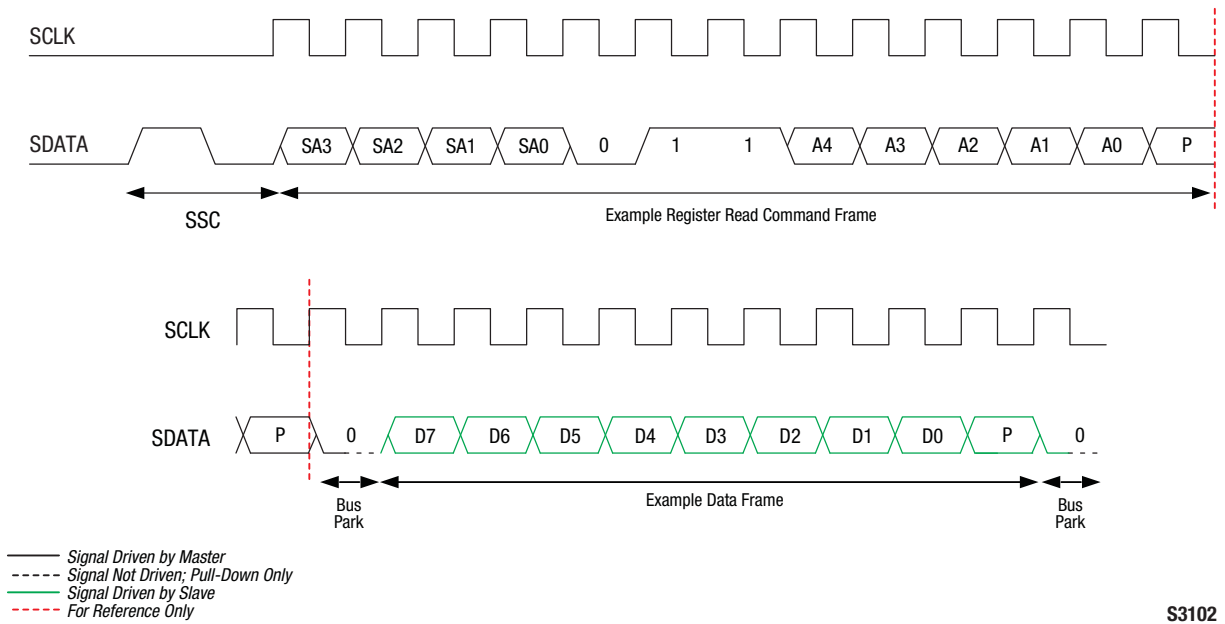 SCLK
SDATA SA3 SA2 SA1 SA0 0 1 1 A4 A3 A2 A1 A0 P
SSC
Example Register Read Command Frame
SCLK
SDATA P 0 D7 D6 D5 D4 D3 D2 D1 D0 P 0
Bus
Park
Example Data Frame
Bus
Park
Signal Driven by Master
Signal Not Driven; Pull-Down Only
Signal Driven by Slave
For Reference Only
S3102